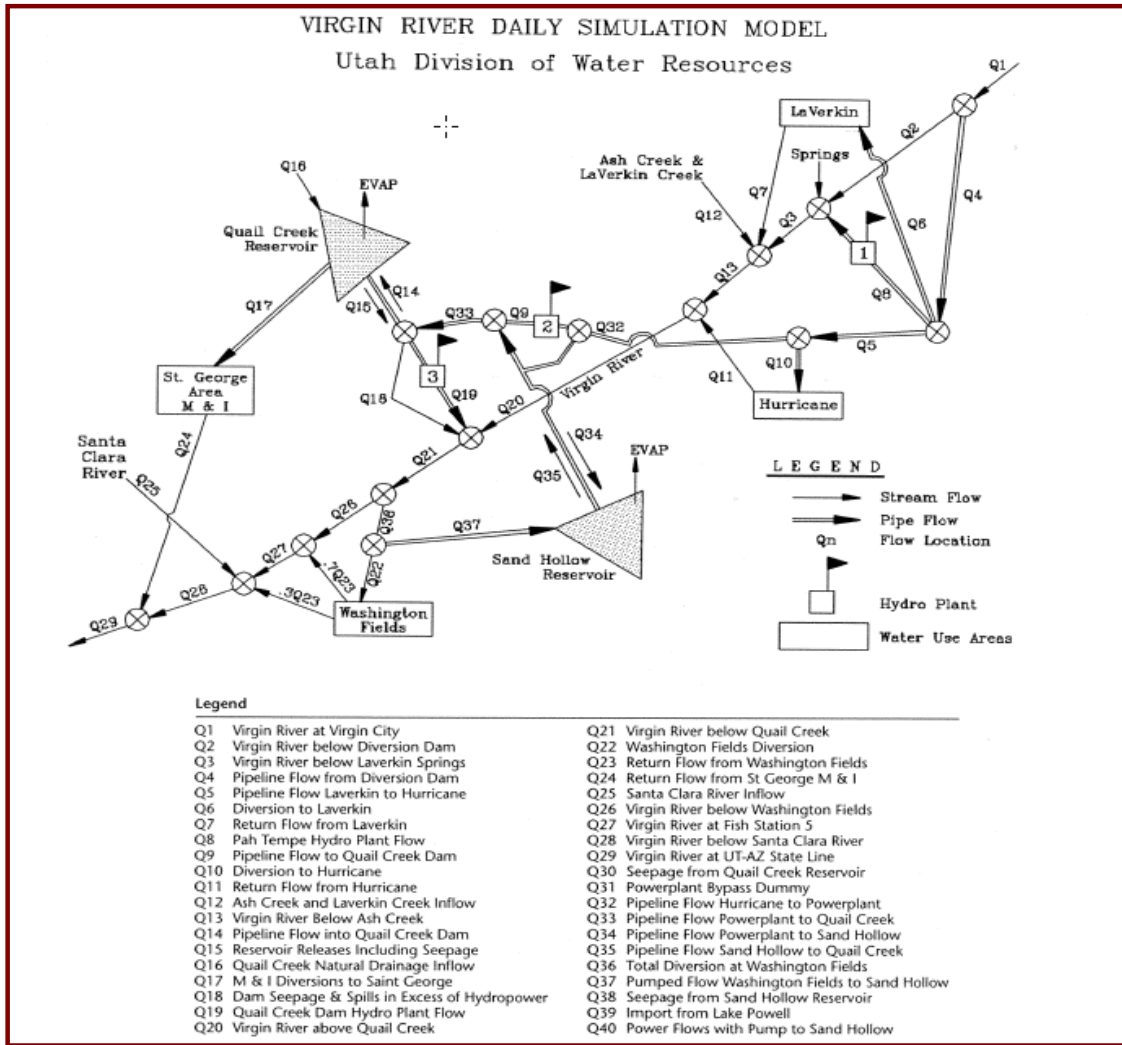 VIRGIN RIVER DAILY SIMULATION MODEL
Utah Division of Water Resources
Q1
LaVerkin
Q2
Springs
Ash Creek &
LaVerkin Creek
Q16
EVAP
Q7
Q4
Q12
Q3
Q6
Quail Creek
Reservoir
1
Q13
Q14
Q8
Q17
Q15
Q33
Q9
2
Q32
Q5
Q10
3
Q11
St. George
Area
M & I
Q18
Q19
Q20
Virgin River
Hurricane
Q24
Santa
Clara
River
Q34
Q21
EVAP
Q35
LEGEND
Q25
Stream Flow
Q26
Q36
Q37
Pipe Flow
Qn
Flow Location
Q27
Sand Hollow
Reservoir
Q22
.7Q23
Q28
.3Q23
Hydro Plant
Washington
Fields
Q29
Water Use Areas
Legend
Q1 Virgin River at Virgin City
Q2 Virgin River below Diversion Dam
Q3 Virgin River below Laverkin Springs
Q4 Pipeline Flow from Diversion Dam
Q5 Pipeline Flow Laverkin to Hurricane
Q6 Diversion to Laverkin
Q7 Return Flow from Laverkin
Q8 Pah Tempe Hydro Plant Flow
Q9 Pipeline Flow to Quail Creek Dam
Q10 Diversion to Hurricane
Q11 Return Flow from Hurricane
Q12 Ash Creek and Laverkin Creek Inflow
Q13 Virgin River Below Ash Creek
Q14 Pipeline Flow into Quail Creek Dam
Q15 Reservoir Releases Including Seepage
Q16 Quail Creek Natural Drainage Inflow
Q17 M & I Diversions to Saint George
Q18 Dam Seepage & Spills in Excess of Hydropower
Q19 Quail Creek Dam Hydro Plant Flow
Q20 Virgin River above Quail Creek
Q21 Virgin River below Quail Creek
Q22 Washington Fields Diversion
Q23 Return Flow from Washington Fields
Q24 Return Flow from St George M & I
Q25 Santa Clara River Inflow
Q26 Virgin River below Washington Fields
Q27 Virgin River at Fish Station 5
Q28 Virgin River below Santa Clara River
Q29 Virgin River at UT-AZ State Line
Q30 Seepage from Quail Creek Reservoir
Q31 Powerplant Bypass Dummy
Q32 Pipeline Flow Hurricane to Powerplant
Q33 Pipeline Flow Powerplant to Quail Creek
Q34 Pipeline Flow Powerplant to Sand Hollow
Q35 Pipeline Flow Sand Hollow to Quail Creek
Q36 Total Diversion at Washington Fields
Q37 Pumped Flow Washington Fields to Sand Hollow
Q38 Seepage from Sand Hollow Reservoir
Q39 Import from Lake Powell
Q40 Power Flows with Pump to Sand Hollow